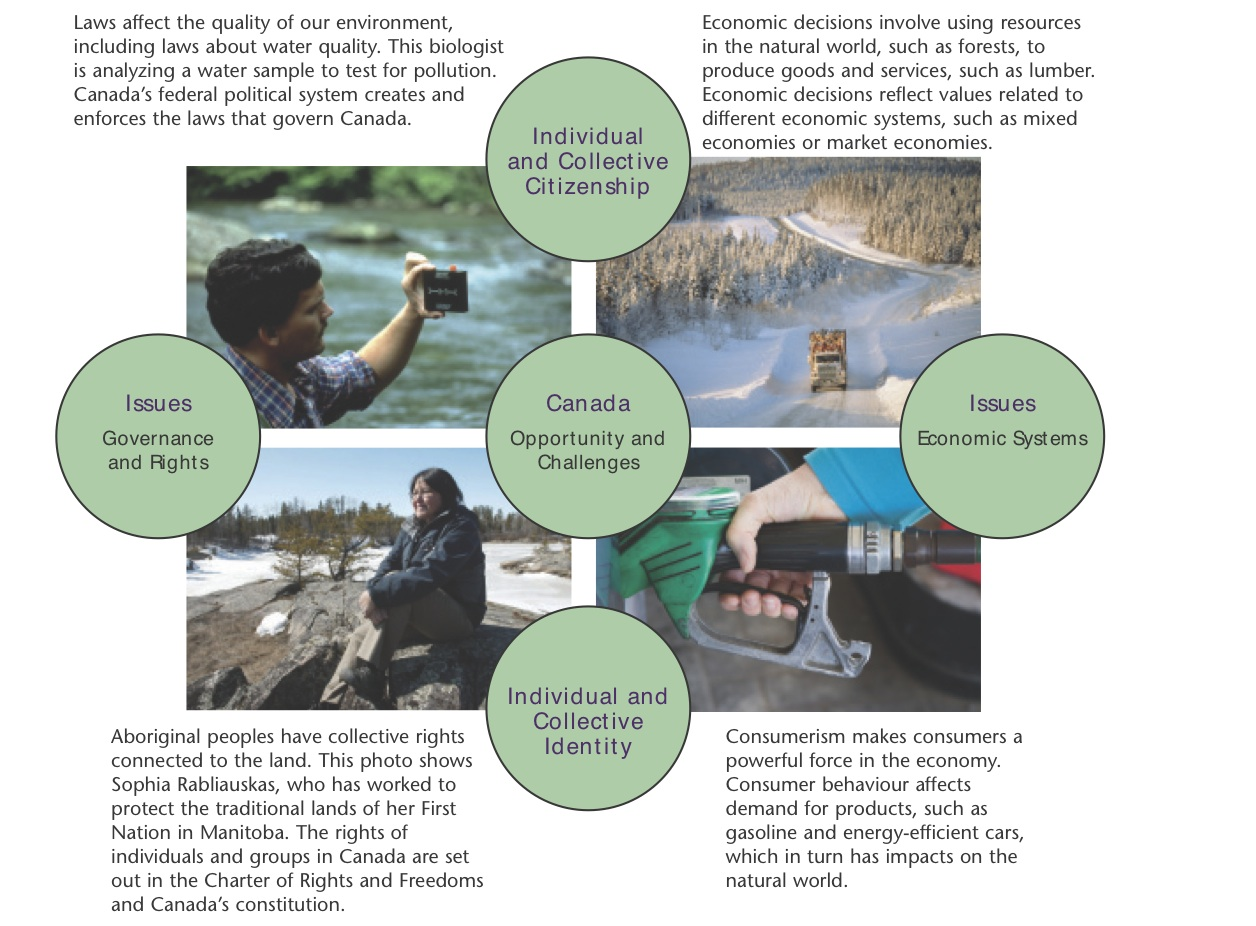 Laws affect the quality of our environment,
including laws about water quality. This biologist
is analyzing a water sample to test for pollution.
Canada's federal political system creates and
enforces the laws that govern Canada.
Economic decisions involve using resources
in the natural world, such as forests, to
produce goods and services, such as lumber.
Economic decisions reflect values related to
different economic systems, such as mixed
economies or market economies.
Individual
and Collective
Citizenship
Issues
Governance
and Rights
Canada
Opportunity and
Challenges
Issues
Economic Systems
Individual and
Collective
Identity
Aboriginal peoples have collective rights
connected to the land. This photo shows
Sophia Rabliauskas, who has worked to
protect the traditional lands of her First
Nation in Manitoba. The rights of
individuals and groups in Canada are set
out in the Charter of Rights and Freedoms
and Canada's constitution.
Consumerism makes consumers a
powerful force in the economy.
Consumer behaviour affects
demand for products, such as
gasoline and energy-efficient cars,
which in turn has impacts on the
natural world.